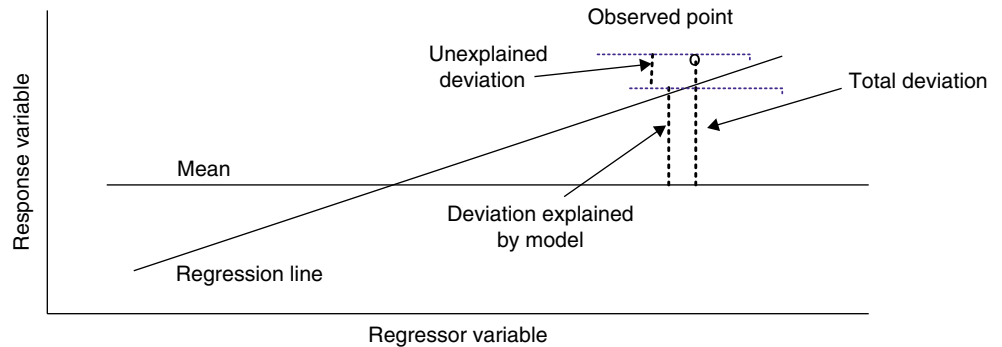 Observed point
Unexplained
deviation
Total deviation
Mean
Deviation explained
by model
Regression line
Response variable
Regressor variable